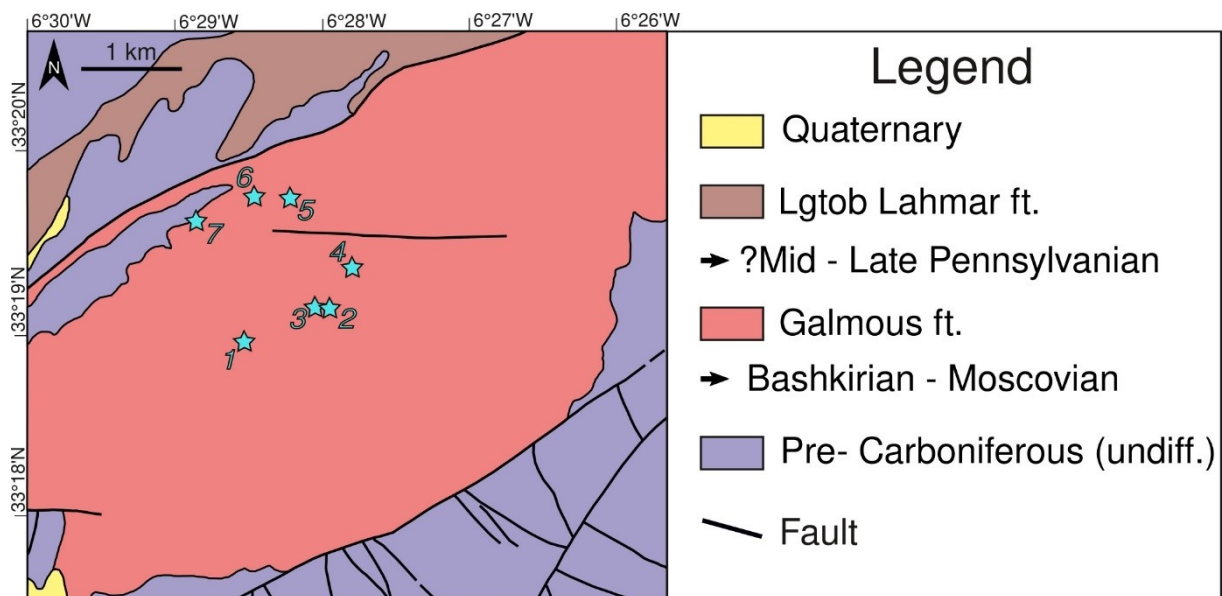 6°30'W 6°29'W 6°28'W 6°27'W 6°26'W
1 km
N
33°20'N
33°19'N
33°18'N
6
5
7
4
3 2
1
Legend
Quaternary
Lgtob Lahmar ft.
?Mid - Late Pennsylvanian
Galmous ft.
Bashkirian - Moscovian
Pre- Carboniferous (undiff.)
Fault